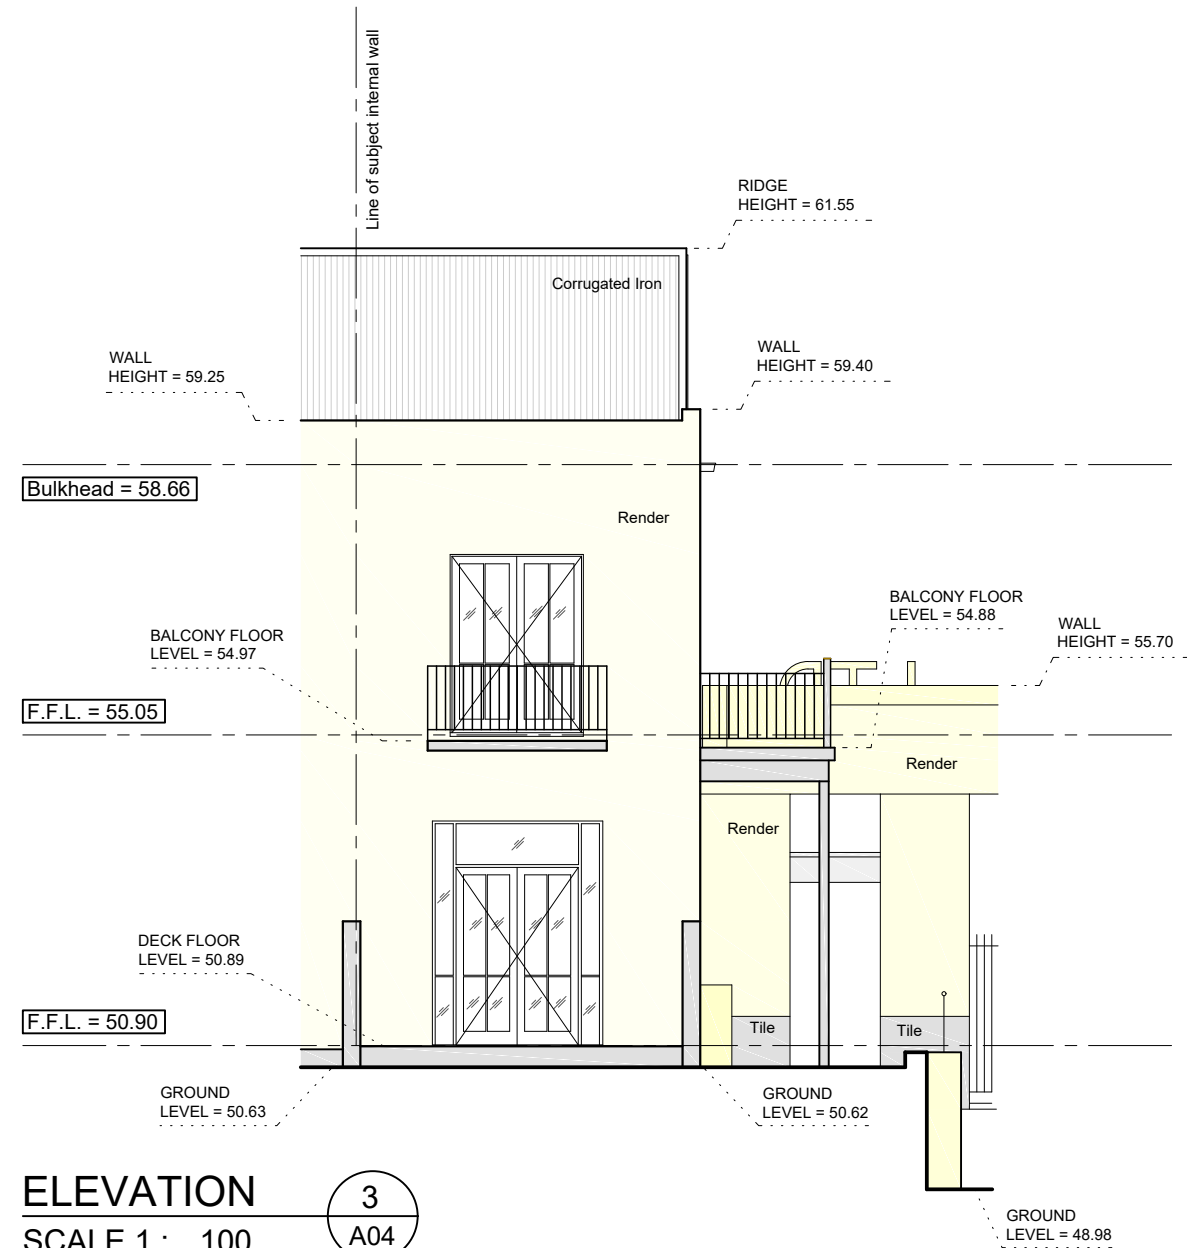 Line of subject internal wall
RIDGE
HEIGHT = 61.55
Corrugated Iron
WALL
HEIGHT = 59.25
WALL
HEIGHT = 59.40
Bulkhead = 58.66
Render
BALCONY FLOOR
LEVEL = 54.88
WALL
HEIGHT = 55.70
BALCONY FLOOR
LEVEL = 54.97
F.F.L. = 55.05
Render
Render
DECK FLOOR
LEVEL = 50.89
F.F.L. = 50.90
Tile
Tile
GROUND
LEVEL = 50.63
GROUND
LEVEL = 50.62
ELEVATION
3
SCALE 1 : 100
A04
GROUND
LEVEL = 48.98